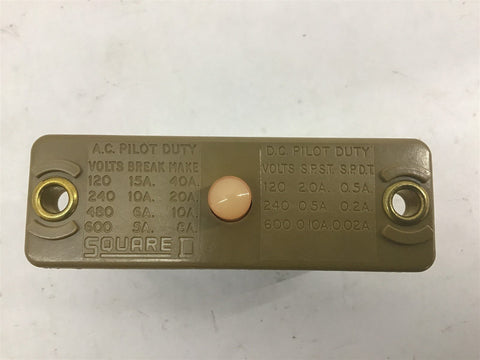 A.C. PILOT DUTY
VOLTS BREAK MAKE
120 15A. 40A.
240 10A. 20A.
480 6A. 10A.
600 5A. 6A.
SQUARE D
D.C. PILOT DUTY
VOLTS S.P.S.T. S.P.D.T.
120 2.0A. 0.5A.
240 0.5A. 0.2A.
600 0.10A. 0.02A.